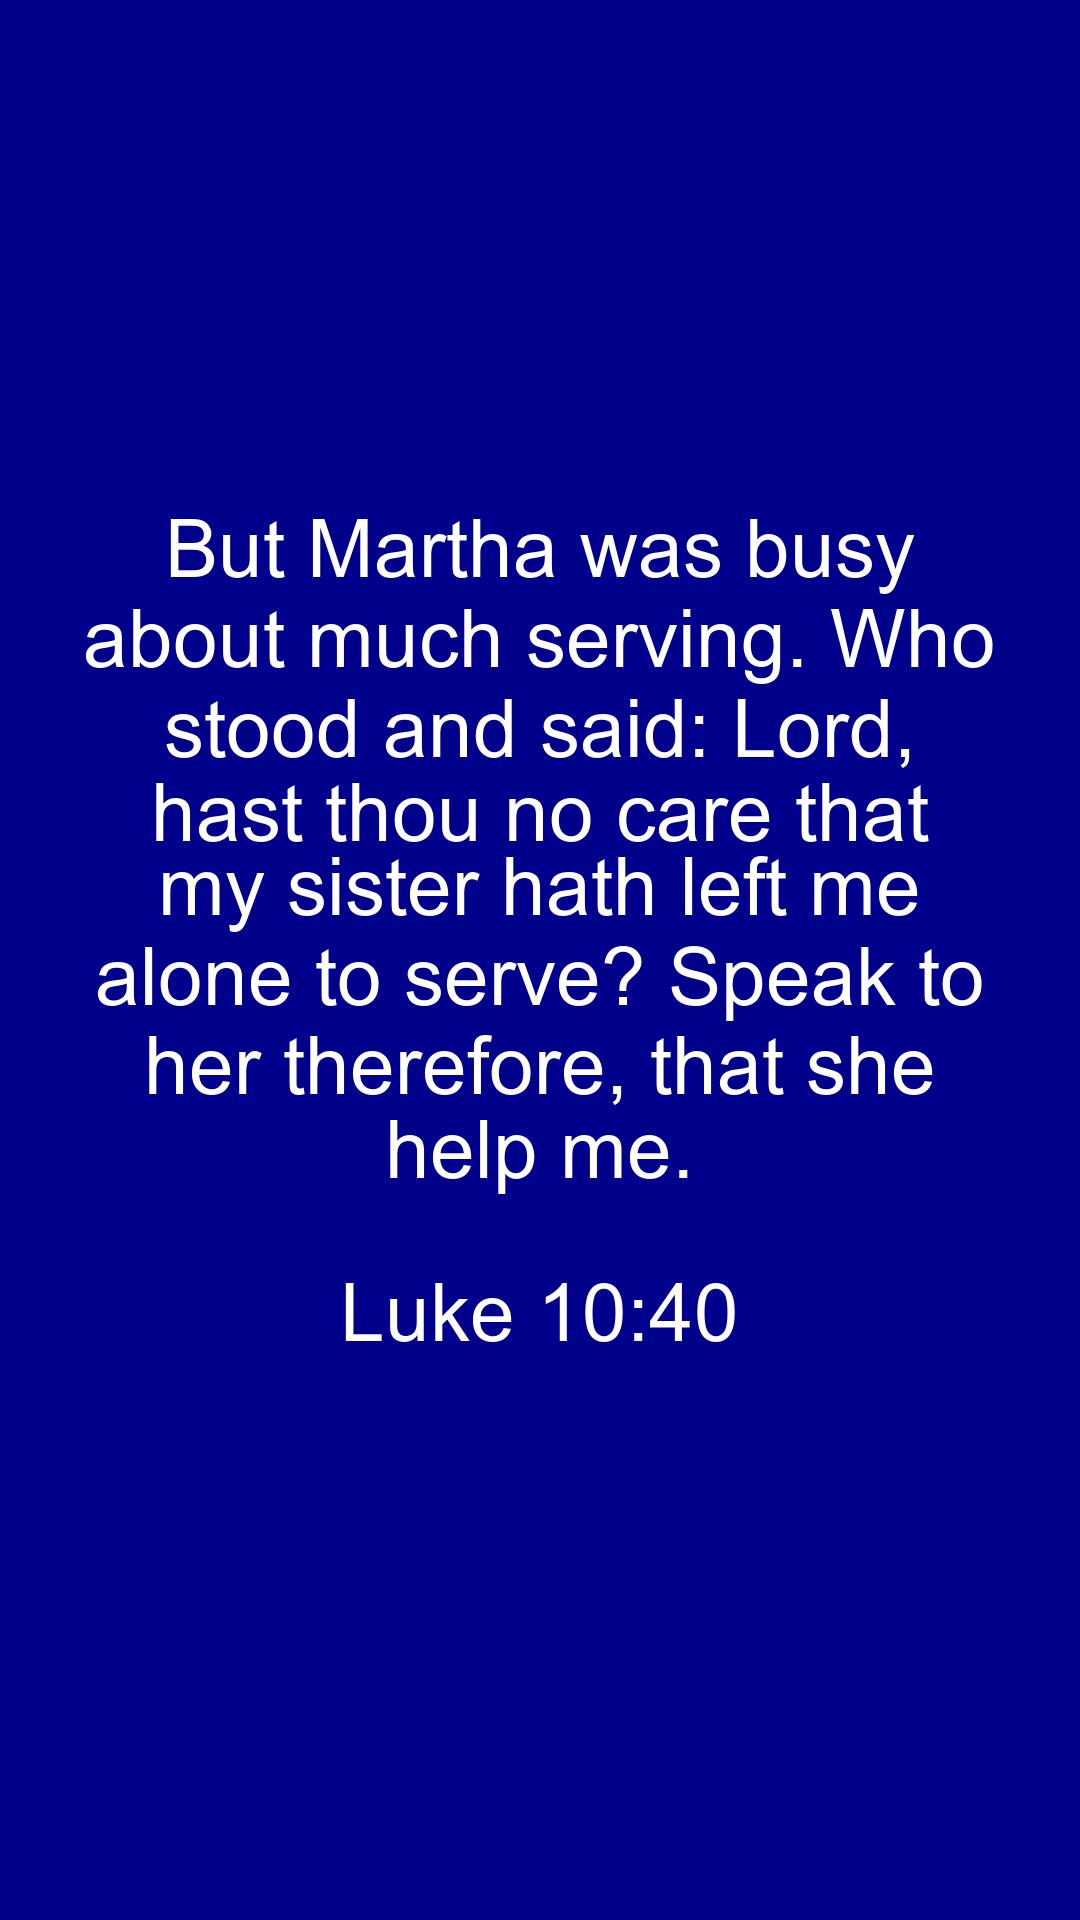 But Martha was busy
about much serving. Who
stood and said: Lord,
hast thou no care that
my sister hath left me
alone to serve? Speak to
her therefore, that she
help me.
Luke 10:40